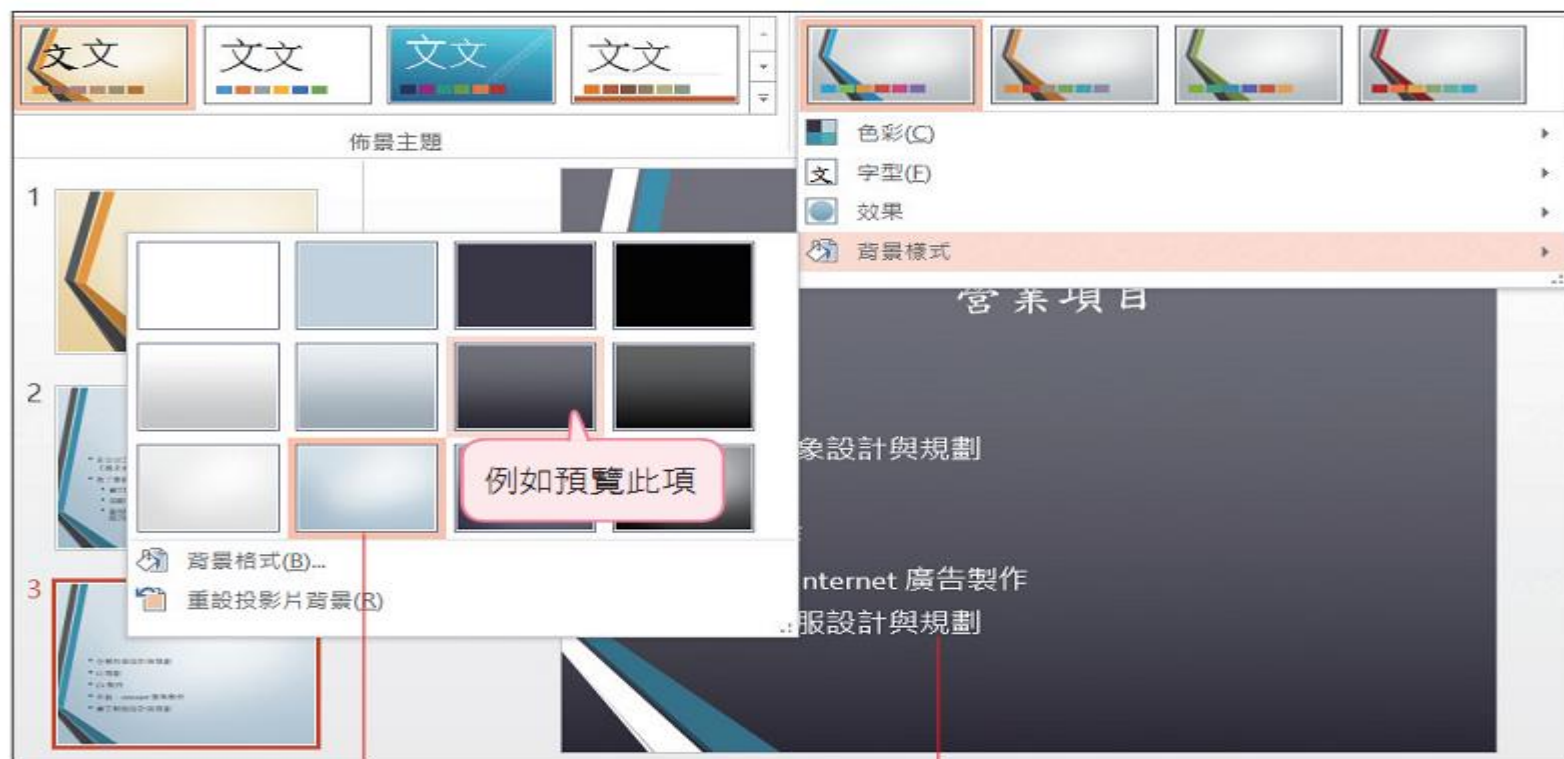 文文
文文
文文
文文
佈景主題
色彩(C)
字型(F)
效果
背景樣式
1
2
3
例如預覽此項
背景格式(B)...
重設投影片背景(R)
營業項目
象設計與規劃
nternet 廣告製作
服設計與規劃